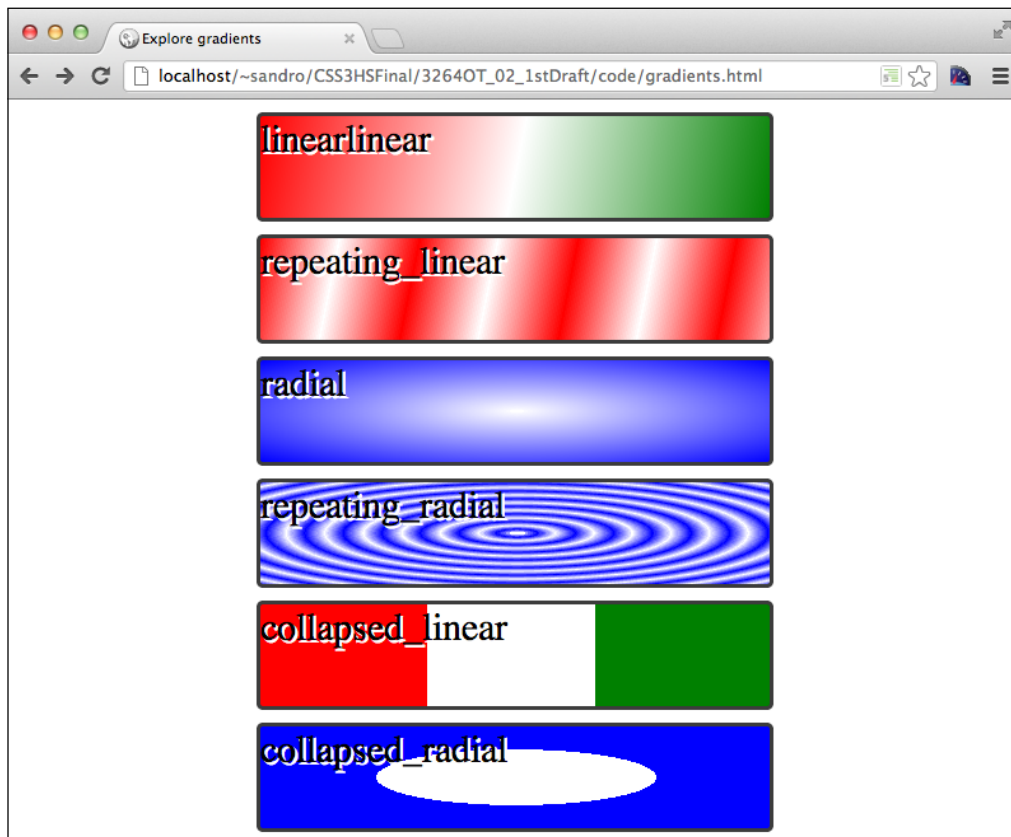 Explore gradients
localhost/~sandro/CSS3HSFinal/3264OT_02_1stDraft/code/gradients.html
linearlinear
repeating_linear
radial
repeating_radial
collapsed_linear
collapsed_radial